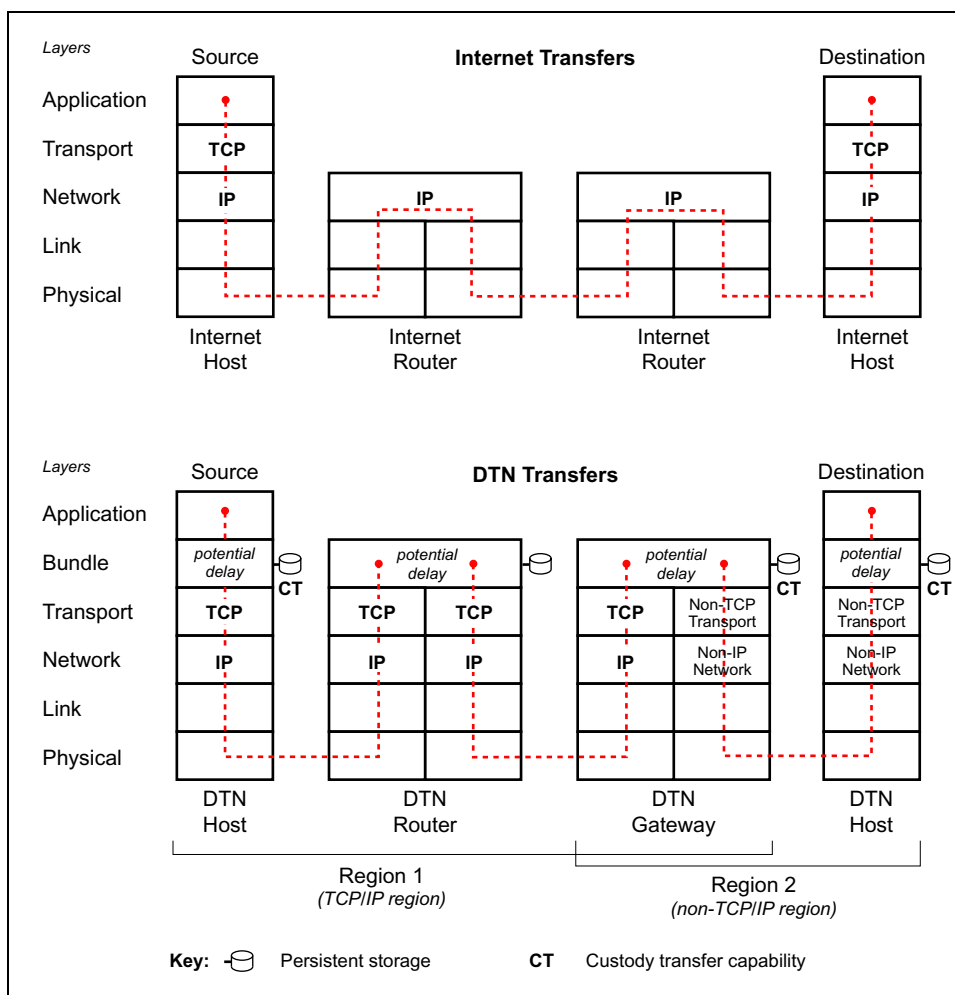 Layers
Source
Internet Transfers
Destination
Application
Transport
TCP
TCP
Network
IP
IP
IP
IP
Link
Physical
Internet
Host
Internet
Router
Internet
Router
Internet
Host
Layers
Source
DTN Transfers
Destination
Application
Bundle
potential
delay
CT
potential
delay
potential
delay
CT
potential
delay
CT
Transport
TCP
TCP
TCP
TCP
Non-TCP
Transport
Non-TCP
Transport
Network
IP
IP
IP
IP
Non-IP
Network
Non-IP
Network
Link
Physical
DTN
Host
DTN
Router
DTN
Gateway
DTN
Host
Region 1
(TCP/IP region)
Region 2
(non-TCP/IP region)
Key: Persistent storage
CT Custody transfer capability